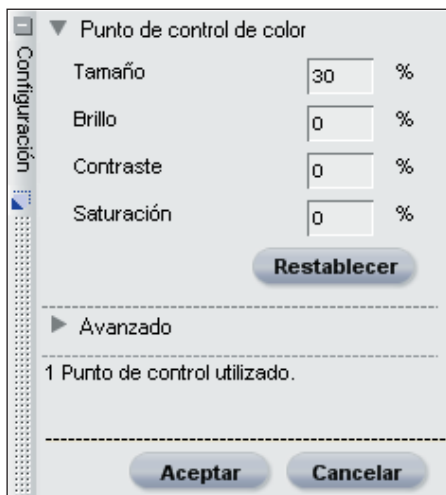 Configuración
Punto de control de color
Tamaño 30 %
Brillo 0 %
Contraste 0 %
Saturación 0 %
Restablecer
Avanzado
1 Punto de control utilizado.
Aceptar Cancelar